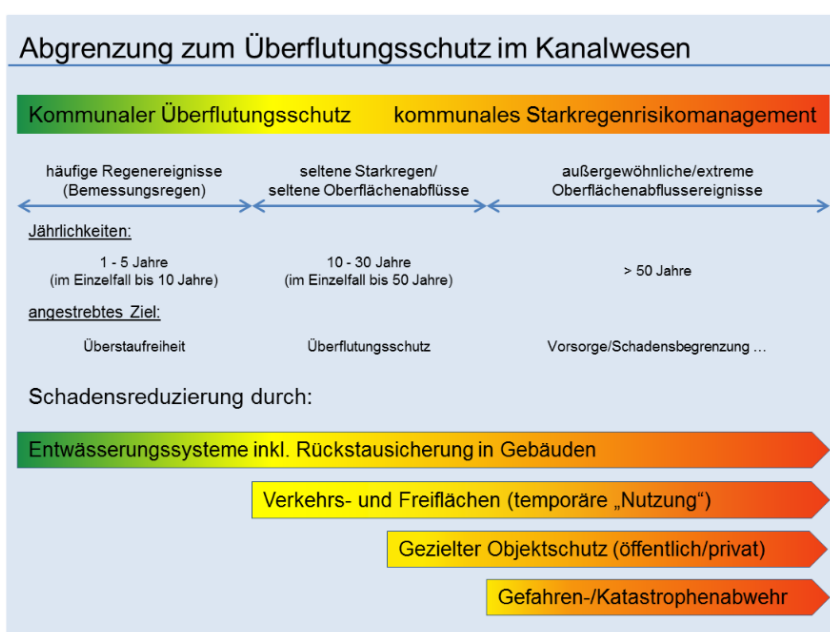 Abgrenzung zum Überflutungsschutz im Kanalwesen
Kommunaler Überflutungsschutz kommunales Starkregenrisikomanagement
häufige Regenereignisse
(Bemessungsregen)
seltene Starkregen/
seltene Oberflächenabflüsse
außergewöhnliche/extreme
Oberflächenabflussereignisse
Jährlichkeiten:
1 - 5 Jahre
(im Einzelfall bis 10 Jahre)
10 - 30 Jahre
(im Einzelfall bis 50 Jahre)
> 50 Jahre
angestrebtes Ziel:
Überstaufreiheit
Überflutungsschutz
Vorsorge/Schadensbegrenzung ...
Schadensreduzierung durch:
Entwässerungssysteme inkl. Rückstausicherung in Gebäuden
Verkehrs- und Freiflächen (temporäre „Nutzung“)
Gezielter Objektschutz (öffentlich/privat)
Gefahren-/Katastrophenabwehr